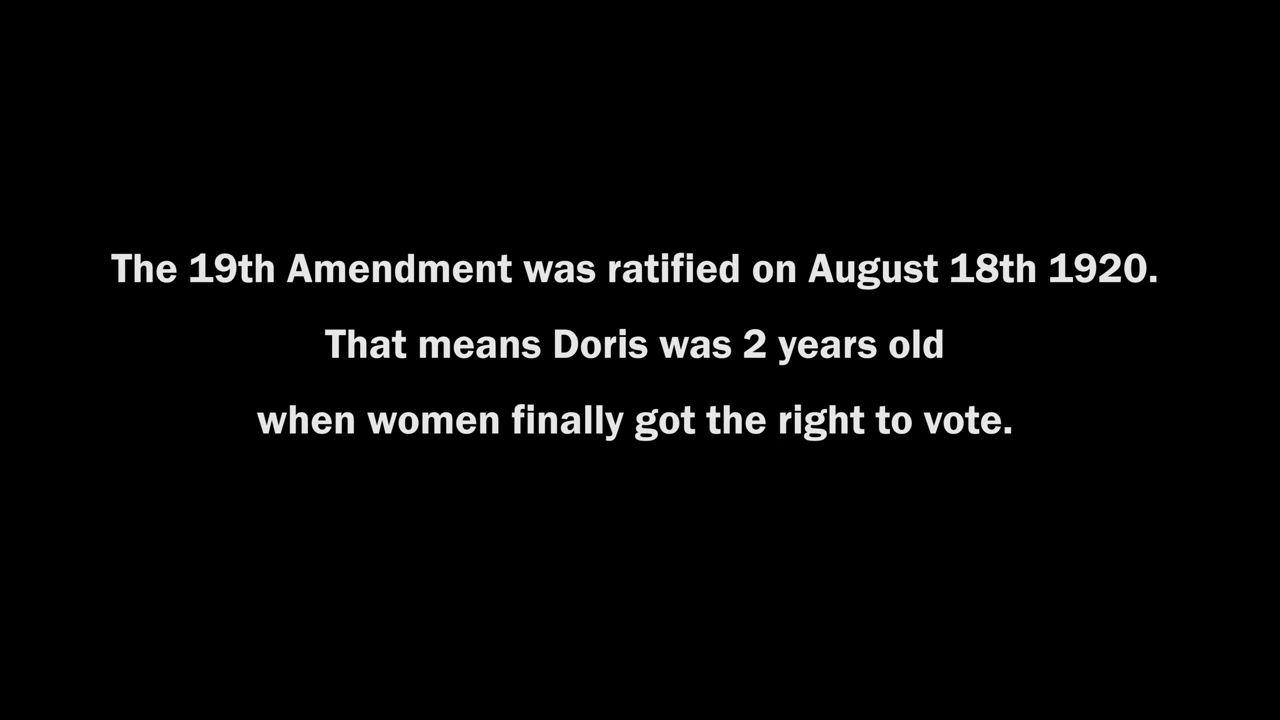 The 19th Amendment was ratified on August 18th 1920.
That means Doris was 2 years old
when women finally got the right to vote.